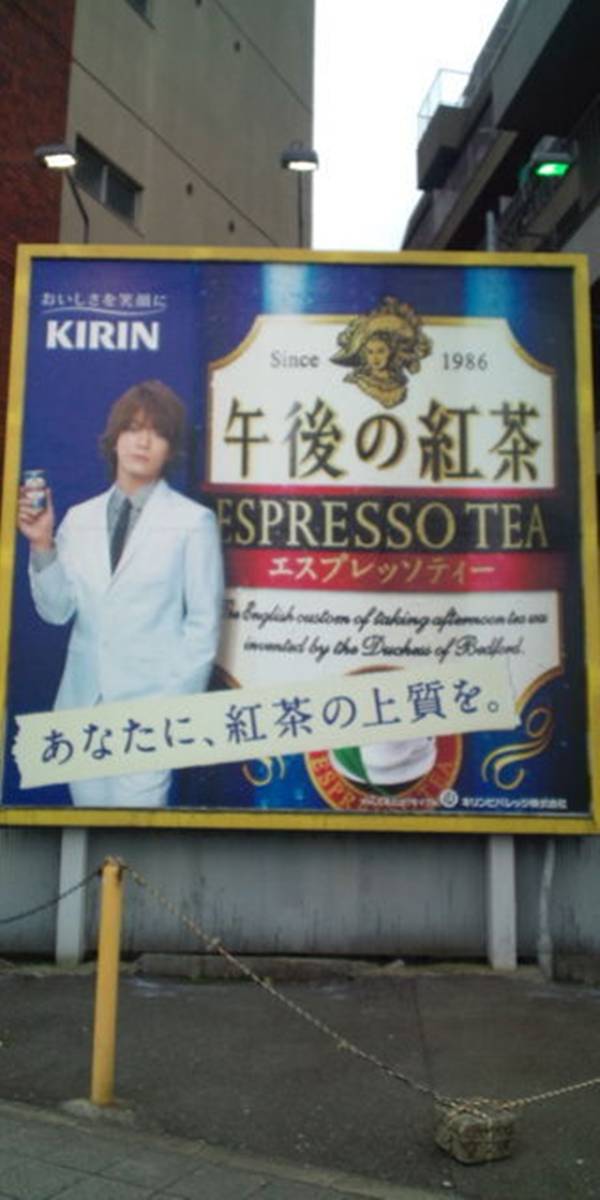 おいしさを笑顔に
KIRIN
Since 1986
午後の紅茶
ESPRESSO TEA
エスプレッソティー
The English custom of taking afternoon tea was
invented by the Duchess of Bedford.
あなたに、紅茶の上質を。
キリンビバレッジ株式会社